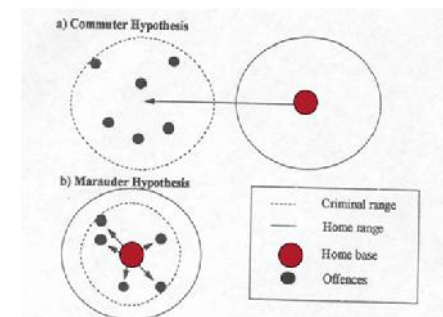 a) Commuter Hypothesis
b) Marauder Hypothesis
Criminal range
Home range
Home base
Offences